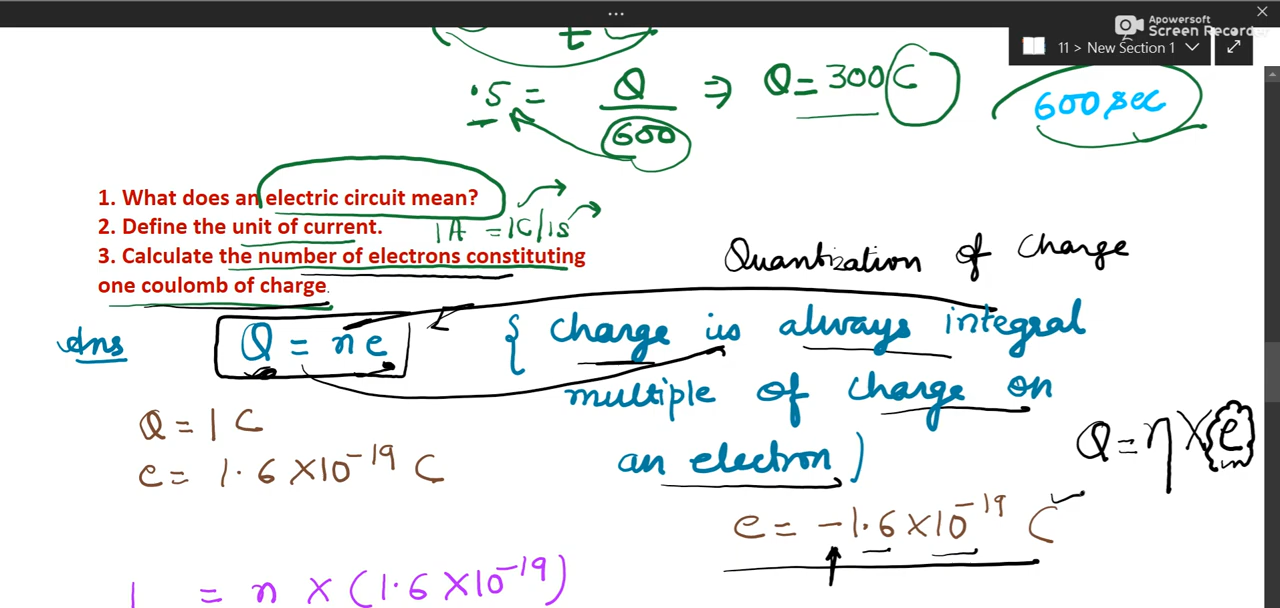 ...
Apowersoft
Screen Recorder
11 > New Section 1
t
.5 = Q/600 ⇒ Q = 300 C
600 sec
1. What does an electric circuit mean?
2. Define the unit of current.
1A = 1C/1s
3. Calculate the number of electrons constituting
one coulomb of charge.
Quantization of Charge
Ans
Q = ne
{ Charge is always integral
multiple of charge on
an electron )
Q = 1 C
e = 1.6 × 10⁻¹⁹ C
Q = n × e
e = -1.6 × 10⁻¹⁹ C
1 = n × (1.6 × 10⁻¹⁹)